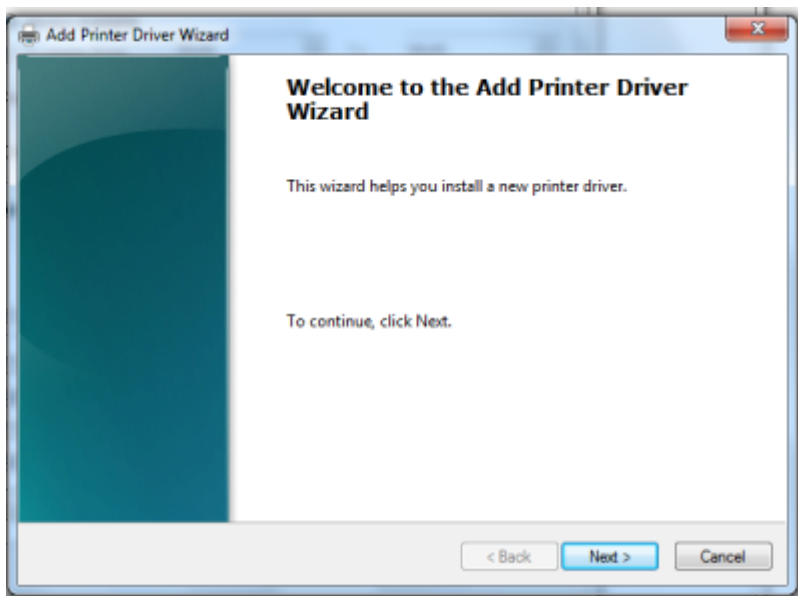 Add Printer Driver Wizard
Welcome to the Add Printer Driver
Wizard
This wizard helps you install a new printer driver.
To continue, click Next.
< Back
Next >
Cancel